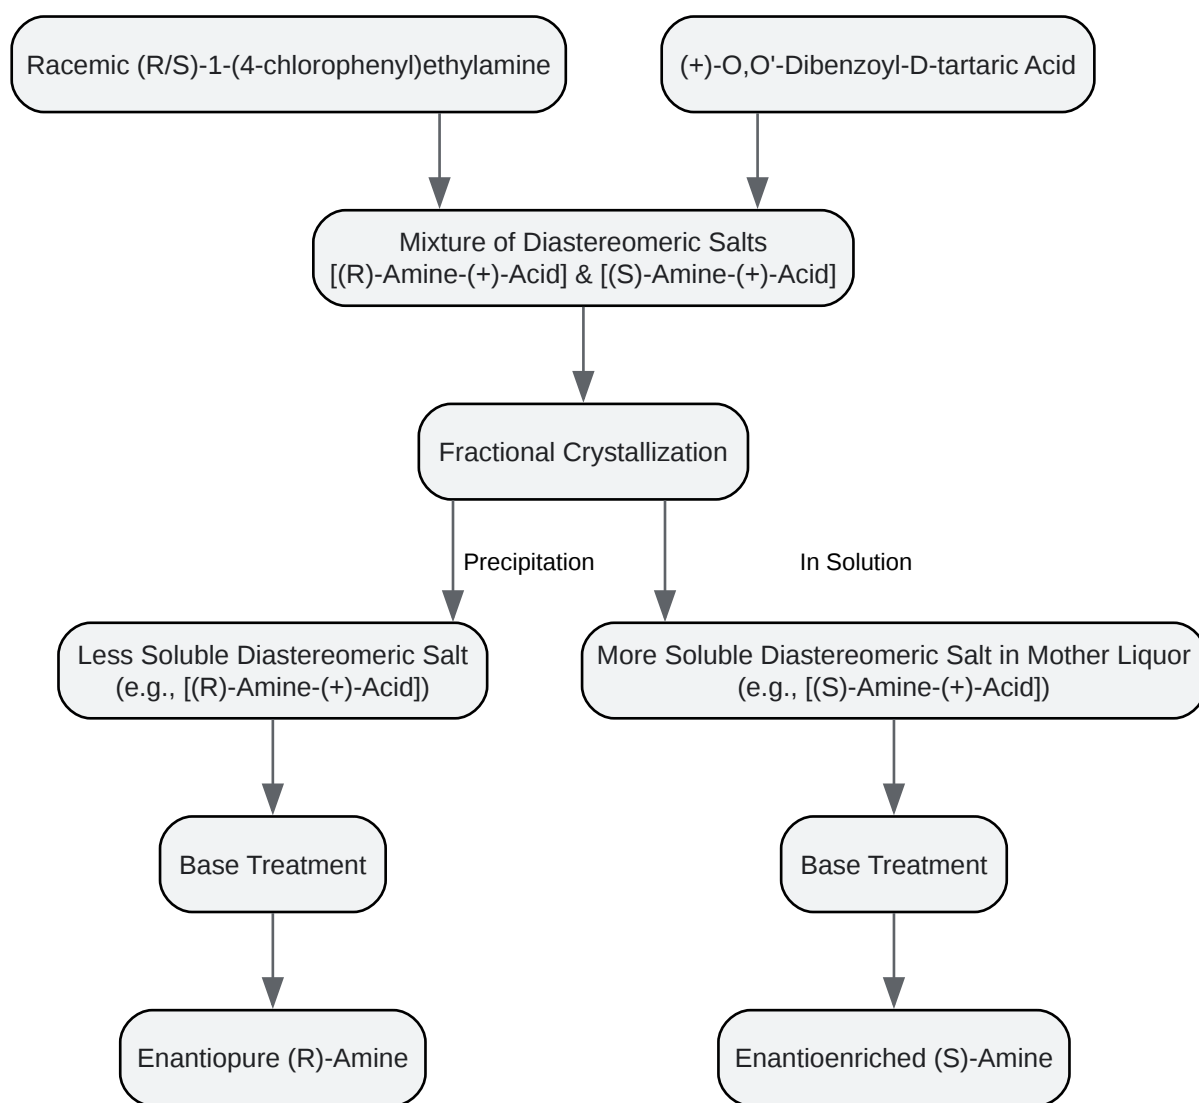 Racemic (R/S)-1-(4-chlorophenyl)ethylamine
(+)-O,O'-Dibenzoyl-D-tartaric Acid
Mixture of Diastereomeric Salts
[(R)-Amine-(+)-Acid] & [(S)-Amine-(+)-Acid]
Fractional Crystallization
Precipitation
In Solution
Less Soluble Diastereomeric Salt
(e.g., [(R)-Amine-(+)-Acid])
More Soluble Diastereomeric Salt in Mother Liquor
(e.g., [(S)-Amine-(+)-Acid])
Base Treatment
Base Treatment
Enantiopure (R)-Amine
Enantioenriched (S)-Amine